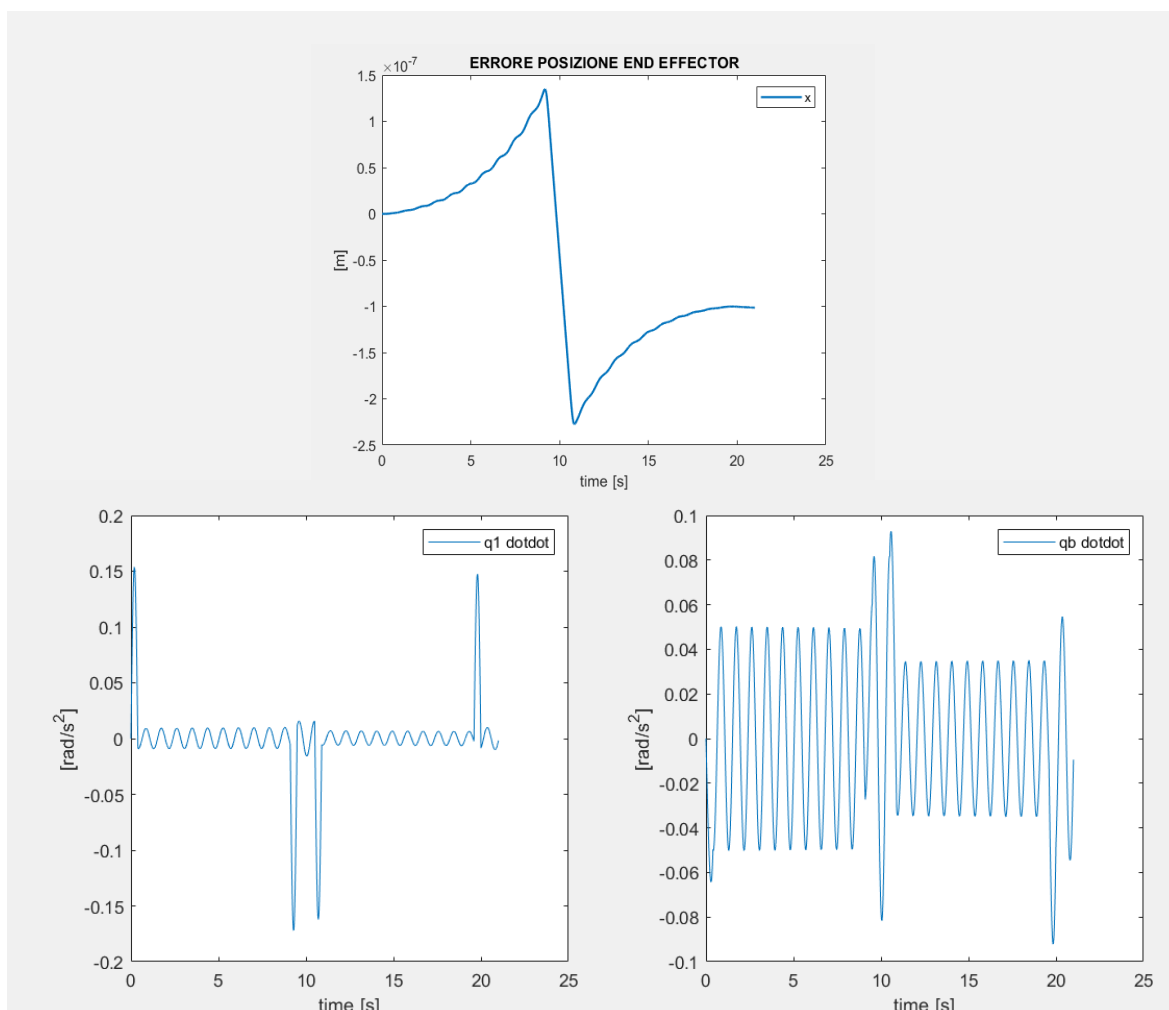 ERRORE POSIZIONE END EFFECTOR
×10⁻⁷
1.5
1
0.5
0
-0.5
-1
-1.5
-2
-2.5
[m]
x
0 5 10 15 20 25
time [s]
0.2
0.15
0.1
0.05
0
-0.05
-0.1
-0.15
-0.2
[rad/s²]
q1 dotdot
0 5 10 15 20 25
time [s]
0.1
0.08
0.06
0.04
0.02
0
-0.02
-0.04
-0.06
-0.08
-0.1
[rad/s²]
qb dotdot
0 5 10 15 20 25
time [s]